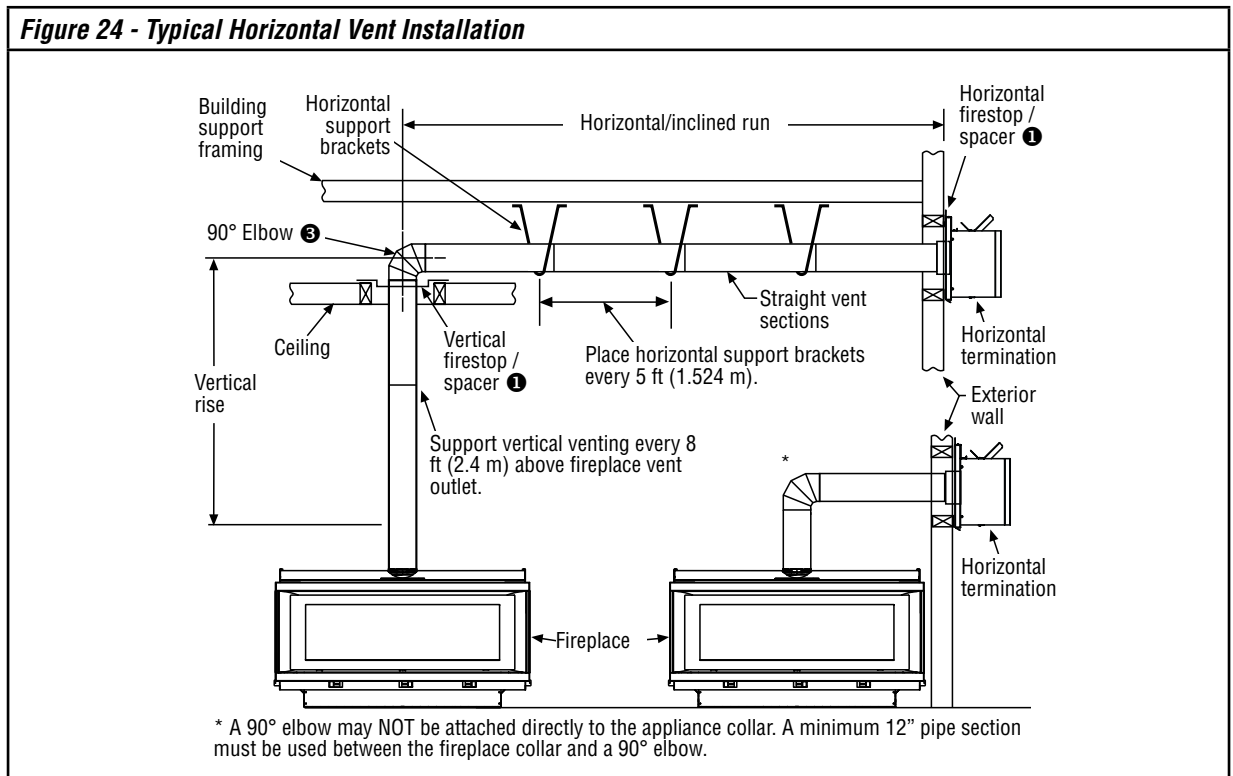 Figure 24 - Typical Horizontal Vent Installation
Building
support
framing
Horizontal
support
brackets
Horizontal/inclined run
Horizontal
firestop /
spacer ❶
90° Elbow ❸
Ceiling
Vertical
rise
Vertical
firestop /
spacer ❶
Straight vent
sections
Place horizontal support brackets
every 5 ft (1.524 m).
Horizontal
termination
Exterior
wall
Support vertical venting every 8
ft (2.4 m) above fireplace vent
outlet.
*
Horizontal
termination
Fireplace
* A 90° elbow may NOT be attached directly to the appliance collar. A minimum 12” pipe section
must be used between the fireplace collar and a 90° elbow.